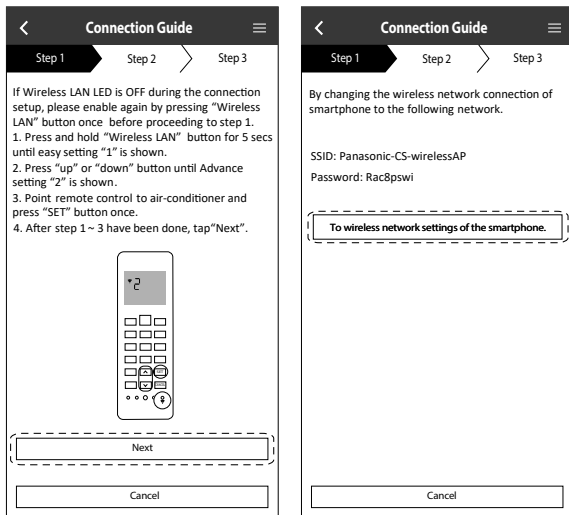 Connection Guide
Step 1
Step 2
Step 3
If Wireless LAN LED is OFF during the connection
setup, please enable again by pressing “Wireless
LAN” button once before proceeding to step 1.
1. Press and hold “Wireless LAN” button for 5 secs
until easy setting “1” is shown.
2. Press “up” or “down” button until Advance
setting “2” is shown.
3. Point remote control to air-conditioner and
press “SET” button once.
4. After step 1 ~ 3 have been done, tap“Next”.
2
Next
Cancel
Connection Guide
Step 1
Step 2
Step 3
By changing the wireless network connection of
smartphone to the following network.
SSID: Panasonic-CS-wirelessAP
Password: Rac8pswi
To wireless network settings of the smartphone.
Cancel